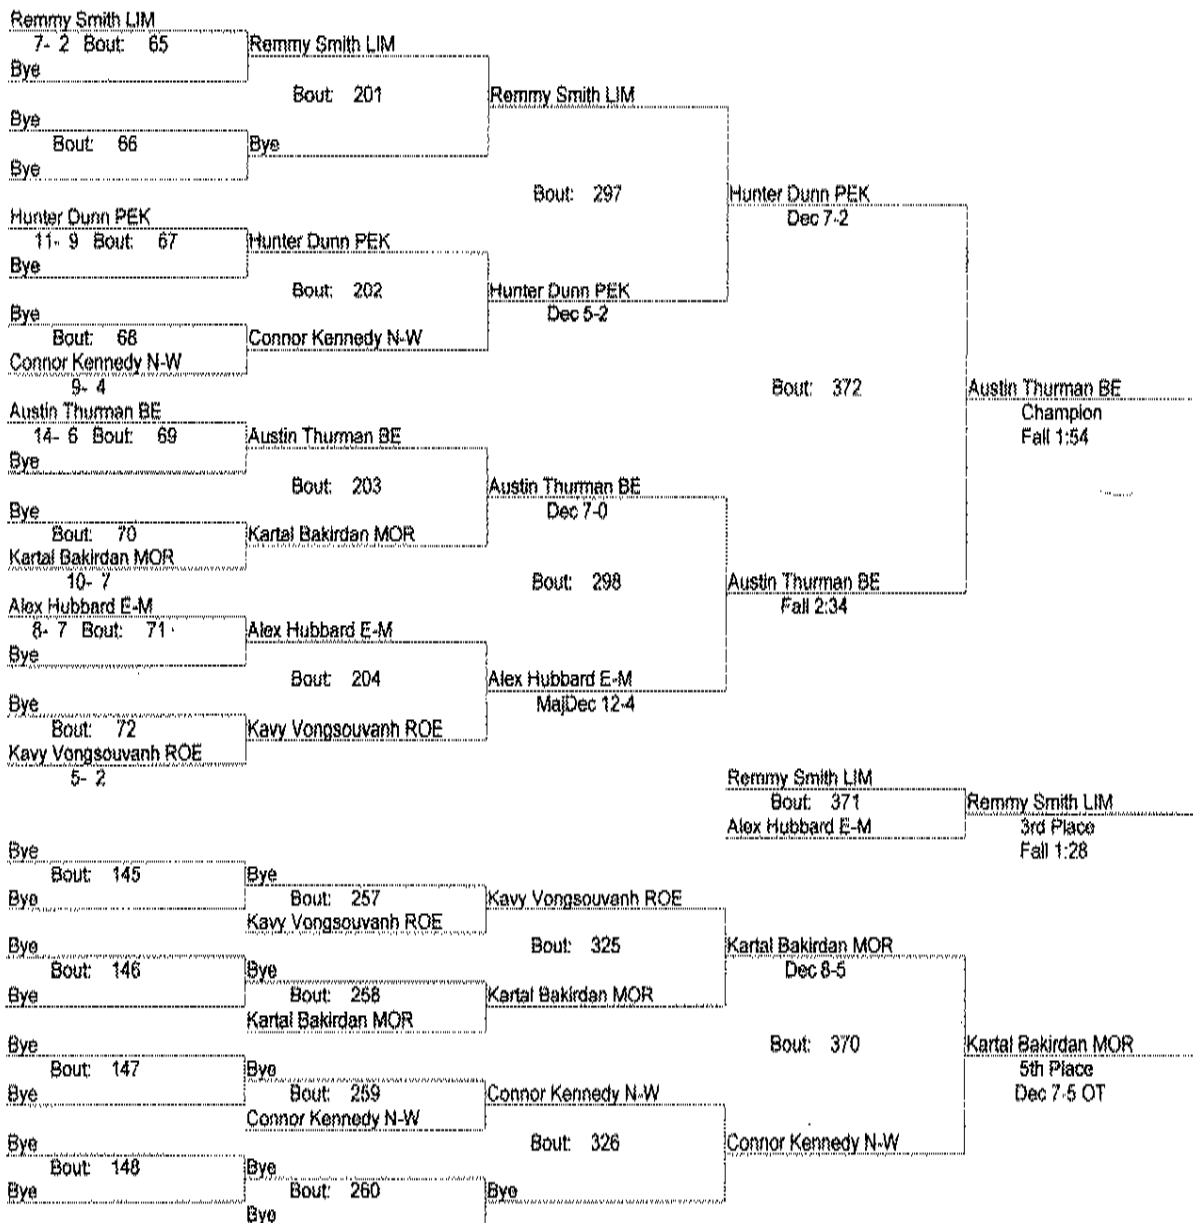 Remmy Smith LIM
7- 2 Bout: 65
Bye
Remmy Smith LIM
Bout: 201
Bye
Bout: 66
Bye
Bye
Remmy Smith LIM
Bout: 297
Hunter Dunn PEK
11- 9 Bout: 67
Bye
Hunter Dunn PEK
Bout: 202
Bye
Bout: 68
Connor Kennedy N-W
9- 4
Connor Kennedy N-W
Hunter Dunn PEK
Dec 5-2
Hunter Dunn PEK
Dec 7-2
Bout: 372
Austin Thurman BE
Champion
Fall 1:54
Austin Thurman BE
14- 6 Bout: 69
Bye
Austin Thurman BE
Bout: 203
Bye
Bout: 70
Kartal Bakirdan MOR
10- 7
Kartal Bakirdan MOR
Austin Thurman BE
Dec 7-0
Bout: 298
Austin Thurman BE
Fall 2:34
Alex Hubbard E-M
8- 7 Bout: 71
Bye
Alex Hubbard E-M
Bout: 204
Bye
Bout: 72
Kavy Vongsouvanh ROE
5- 2
Kavy Vongsouvanh ROE
Alex Hubbard E-M
MajDec 12-4
Remmy Smith LIM
Bout: 371
Alex Hubbard E-M
Remmy Smith LIM
3rd Place
Fall 1:28
Bye
Bout: 145
Bye
Bye
Bout: 257
Kavy Vongsouvanh ROE
Kavy Vongsouvanh ROE
Bout: 325
Bye
Bout: 146
Bye
Bye
Bout: 258
Kartal Bakirdan MOR
Kartal Bakirdan MOR
Kartal Bakirdan MOR
Dec 8-5
Bout: 370
Kartal Bakirdan MOR
5th Place
Dec 7-5 OT
Bye
Bout: 147
Bye
Bye
Bout: 259
Connor Kennedy N-W
Connor Kennedy N-W
Bout: 326
Connor Kennedy N-W
Bye
Bout: 148
Bye
Bye
Bout: 260
Bye
Bye